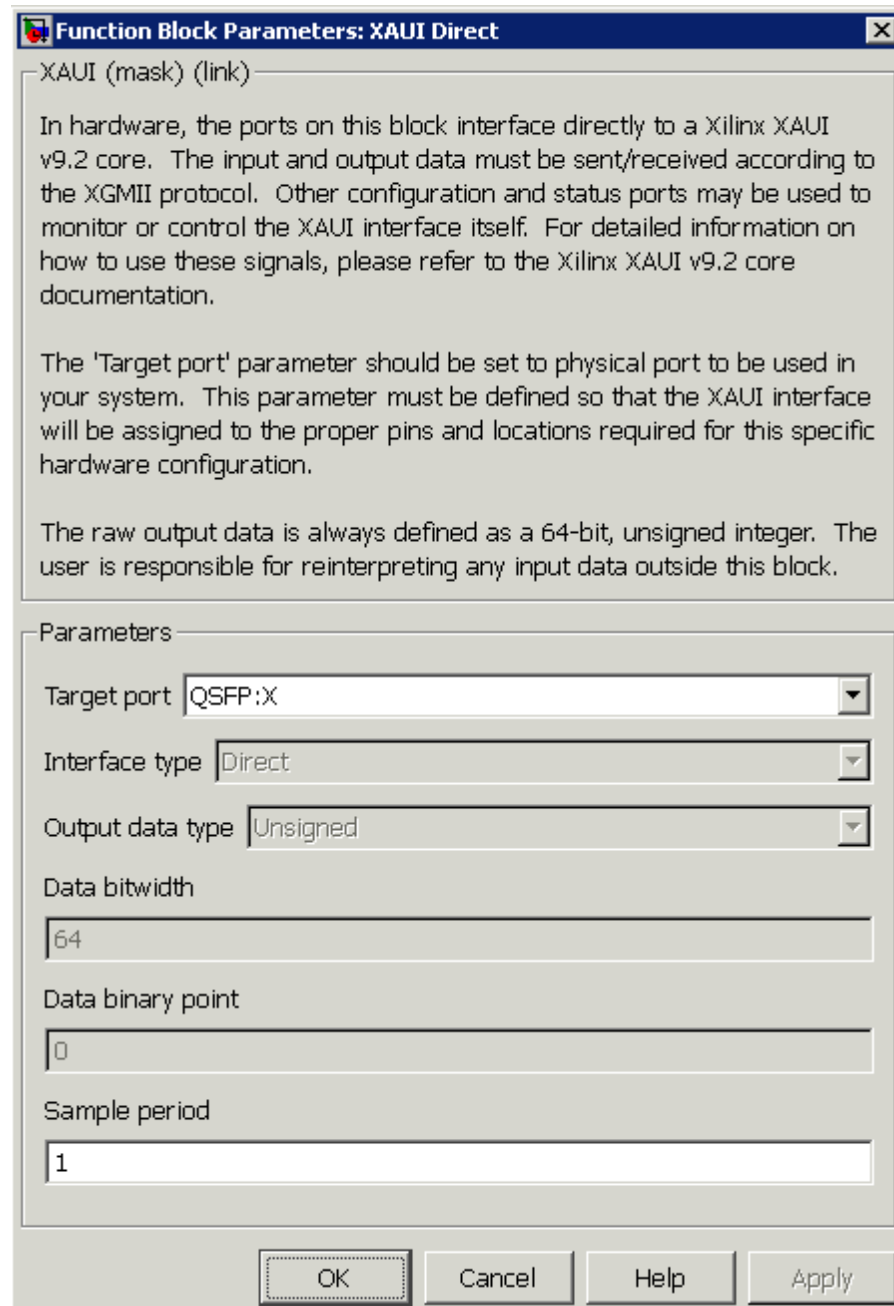 Function Block Parameters: XAUI Direct
XAUI (mask) (link)
In hardware, the ports on this block interface directly to a Xilinx XAUI
v9.2 core.  The input and output data must be sent/received according to
the XGMII protocol.  Other configuration and status ports may be used to
monitor or control the XAUI interface itself.  For detailed information on
how to use these signals, please refer to the Xilinx XAUI v9.2 core
documentation.
The 'Target port' parameter should be set to physical port to be used in
your system.  This parameter must be defined so that the XAUI interface
will be assigned to the proper pins and locations required for this specific
hardware configuration.
The raw output data is always defined as a 64-bit, unsigned integer.  The
user is responsible for reinterpreting any input data outside this block.
Parameters
Target port QSFP:X
Interface type Direct
Output data type Unsigned
Data bitwidth
64
Data binary point
0
Sample period
1
OK Cancel Help Apply